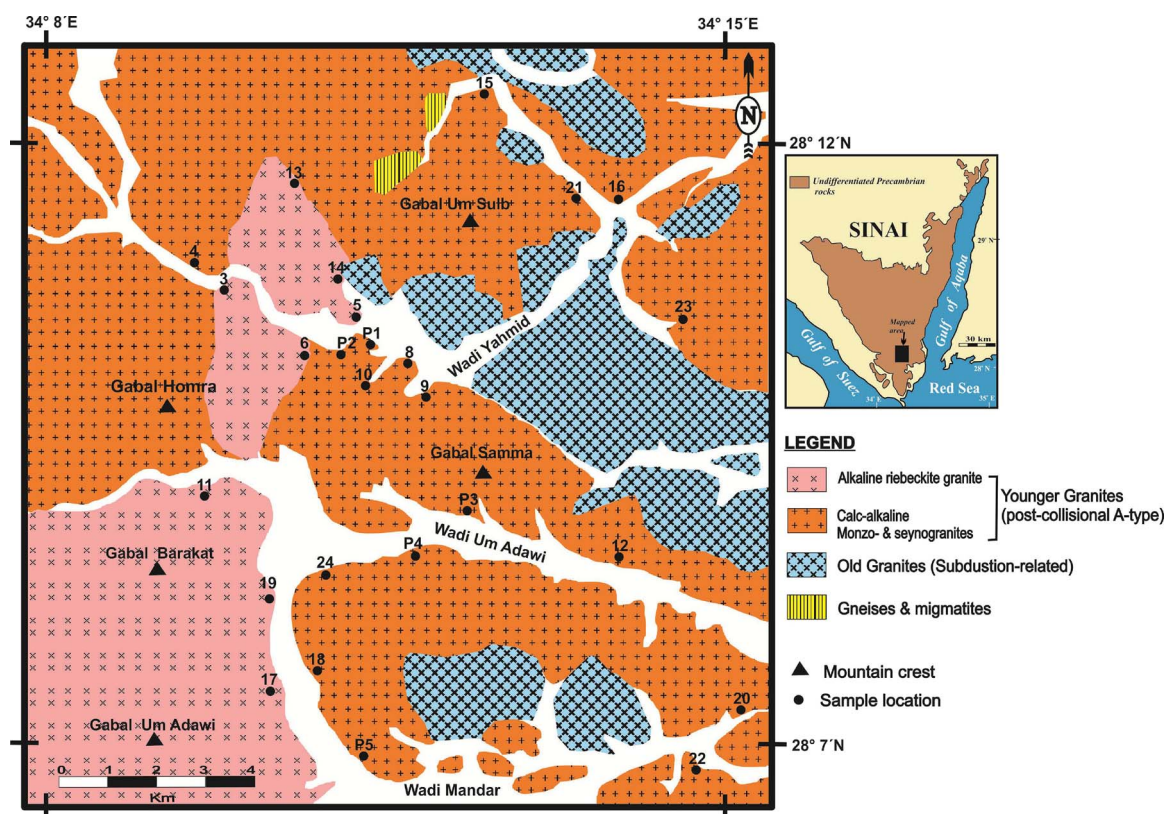 34° 8´E
34° 15´E
15
N
28° 12´N
13
21
16
Gabal Um Sulb
4
3
14
5
23
P1
6
P2
8
Wadi Yahmid
10
9
Gabal Homra
Gabal Samma
11
P3
Wadi Um Adawi
Gabal Barakat
P4
12
24
19
18
17
20
Gabal Um Adawi
28° 7´N
P5
22
0 1 2 3 4
Km
Wadi Mandar
Undifferentiated Precambrian
rocks
SINAI
29° N
Gulf of Aqaba
Mapped
area
30 km
Gulf of Suez
28° N
Red Sea
34° E
35° E
LEGEND
Alkaline riebeckite granite
Calc-alkaline
Monzo- & seynogranites
Younger Granites
(post-collisional A-type)
Old Granites (Subdustion-related)
Gneises & migmatites
Mountain crest
Sample location